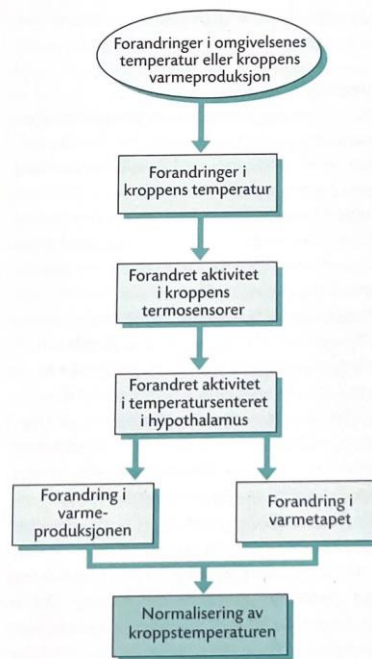 Forandringer i omgivelsenes
temperatur eller kroppens
varmeproduksjon
Forandringer i
kroppens temperatur
Forandret aktivitet
i kroppens
termosensorer
Forandret aktivitet
i temperatursenteret
i hypothalamus
Forandring i
varme-
produksjonen
Forandring i
varmetapet
Normalisering av
kroppstemperaturen